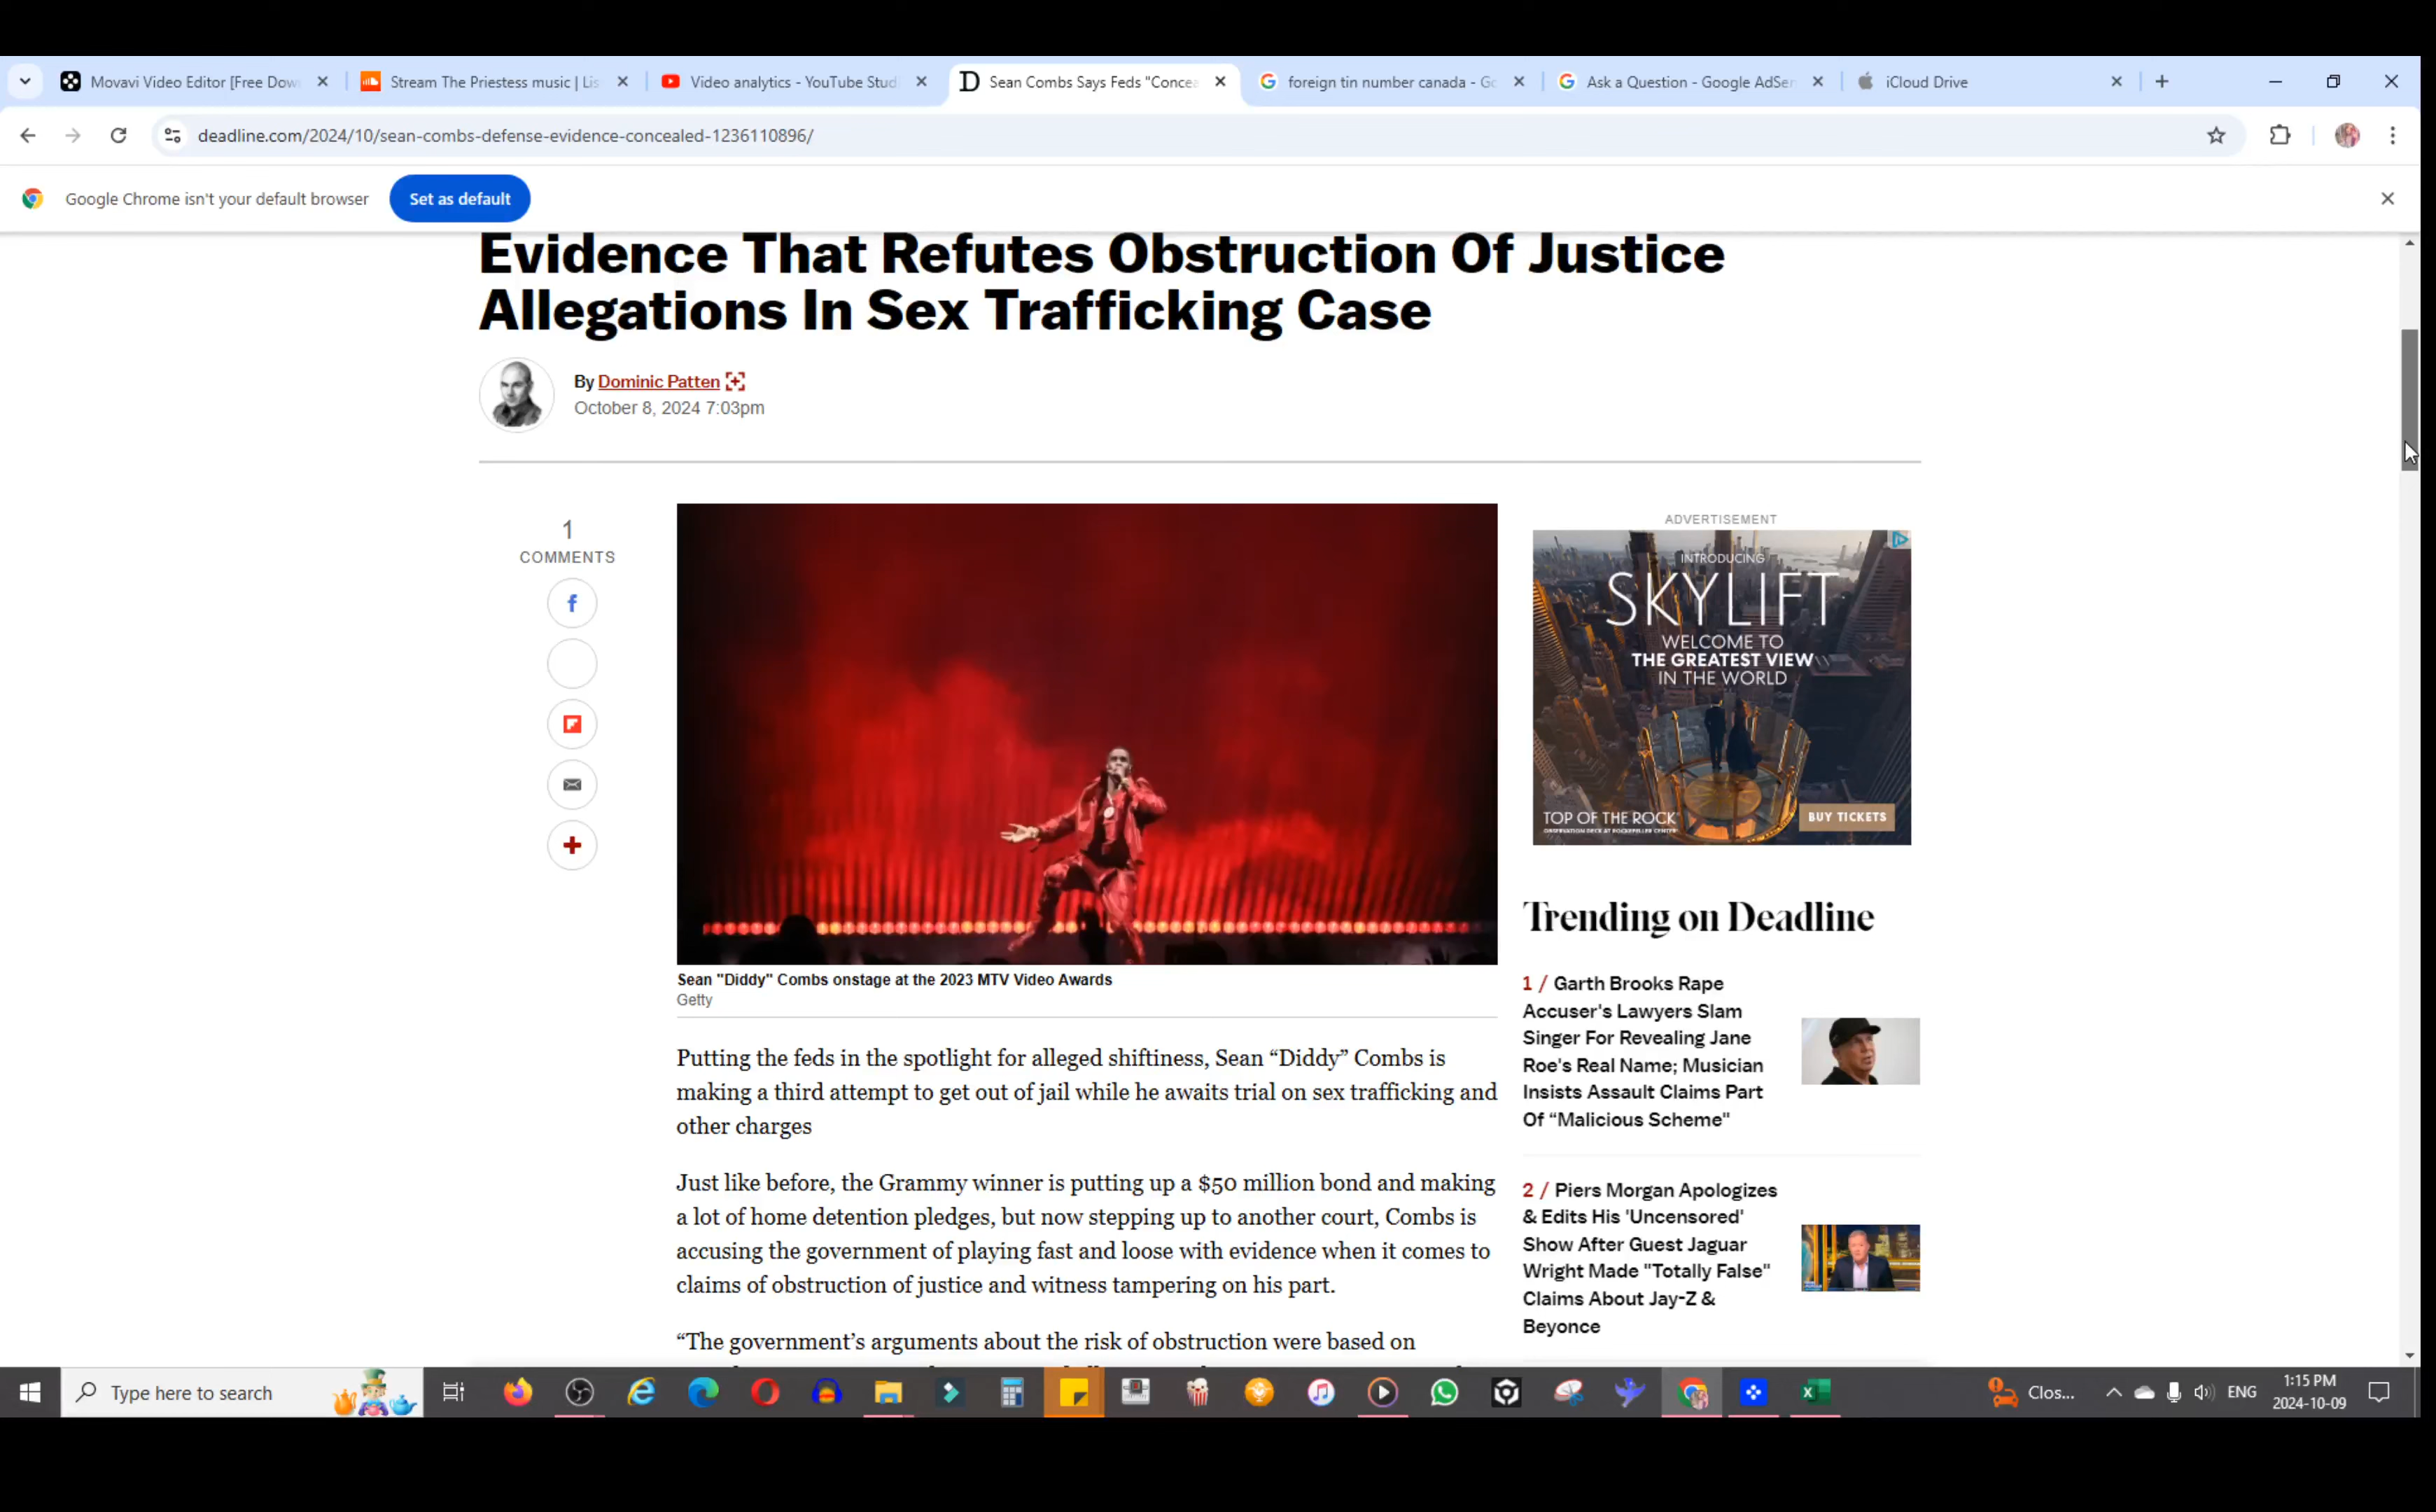 Movavi Video Editor [Free Dow
Stream The Priestess music | Lis
Video analytics - YouTube Stud
Sean Combs Says Feds "Concea
foreign tin number canada - Go
Ask a Question - Google AdSen
iCloud Drive
deadline.com/2024/10/sean-combs-defense-evidence-concealed-1236110896/
Google Chrome isn't your default browser
Set as default
Evidence That Refutes Obstruction Of Justice
Allegations In Sex Trafficking Case
By Dominic Patten
October 8, 2024 7:03pm
1
COMMENTS
Sean "Diddy" Combs onstage at the 2023 MTV Video Awards
Getty
Putting the feds in the spotlight for alleged shiftiness, Sean “Diddy” Combs is
making a third attempt to get out of jail while he awaits trial on sex trafficking and
other charges
Just like before, the Grammy winner is putting up a $50 million bond and making
a lot of home detention pledges, but now stepping up to another court, Combs is
accusing the government of playing fast and loose with evidence when it comes to
claims of obstruction of justice and witness tampering on his part.
“The government’s arguments about the risk of obstruction were based on
ADVERTISEMENT
INTRODUCING
SKYLIFT
WELCOME TO
THE GREATEST VIEW
IN THE WORLD
TOP OF THE ROCK
OBSERVATION DECK AT ROCKEFELLER CENTER
BUY TICKETS
Trending on Deadline
1 / Garth Brooks Rape
Accuser's Lawyers Slam
Singer For Revealing Jane
Roe's Real Name; Musician
Insists Assault Claims Part
Of “Malicious Scheme"
2 / Piers Morgan Apologizes
& Edits His 'Uncensored'
Show After Guest Jaguar
Wright Made "Totally False"
Claims About Jay-Z &
Beyonce
Type here to search
Clos...
ENG
1:15 PM
2024-10-09